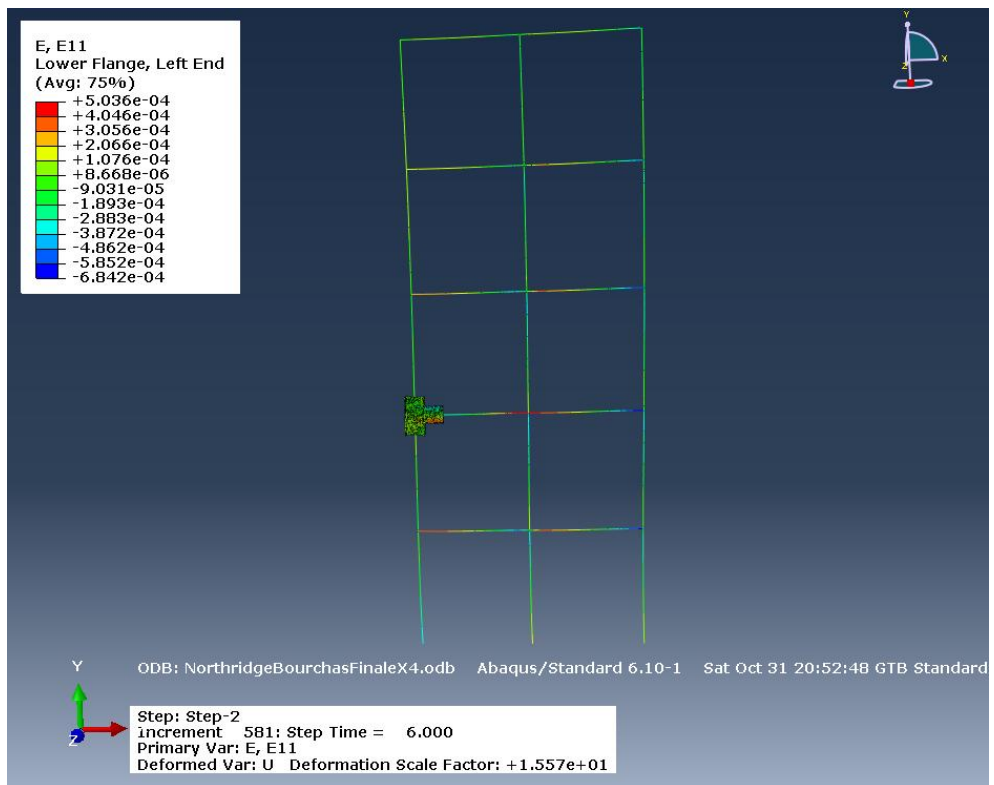 E, E11
Lower Flange, Left End
(Avg: 75%)
+5.036e-04
+4.046e-04
+3.056e-04
+2.066e-04
+1.076e-04
+8.668e-06
-9.031e-05
-1.893e-04
-2.883e-04
-3.872e-04
-4.862e-04
-5.852e-04
-6.842e-04
Y
X
Z
Y
Z
ODB: NorthridgeBourchasFinaleX4.odb Abaqus/Standard 6.10-1 Sat Oct 31 20:52:48 GTB Standard
Step: Step-2
Increment 581: Step Time = 6.000
Primary Var: E, E11
Deformed Var: U Deformation Scale Factor: +1.557e+01